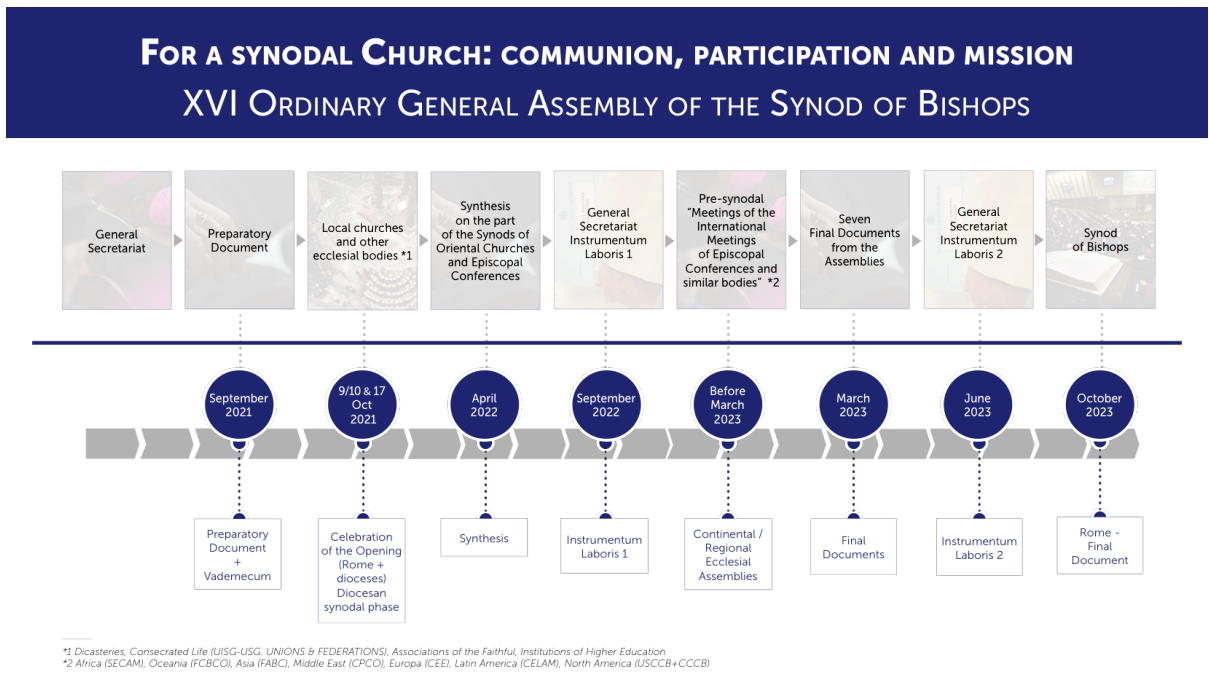 For a synodal Church: communion, participation and mission
XVI Ordinary General Assembly of the Synod of Bishops
General
Secretariat
Preparatory
Document
Local churches
and other
ecclesial bodies *1
Synthesis
on the part
of the Synods of
Oriental Churches
and Episcopal
Conferences
General
Secretariat
Instrumentum
Laboris 1
Pre-synodal
"Meetings of the
International
Meetings
of Episcopal
Conferences and
similar bodies" *2
Seven
Final Documents
from the
Assemblies
General
Secretariat
Instrumentum
Laboris 2
Synod
of Bishops
September
2021
9/10 & 17
Oct
2021
April
2022
September
2022
Before
March
2023
March
2023
June
2023
October
2023
Preparatory
Document
+
Vademecum
Celebration
of the Opening
(Rome +
dioceses)
Diocesan
synodal phase
Synthesis
Instrumentum
Laboris 1
Continental /
Regional
Ecclesial
Assemblies
Final
Documents
Instrumentum
Laboris 2
Rome -
Final
Document
*1 Dicasteries, Consecrated Life (UISG-USG. UNIONS & FEDERATIONS), Associations of the Faithful, Institutions of Higher Education
*2 Africa (SECAM), Oceania (FCBCO), Asia (FABC), Middle East (CPCO), Europa (CEE), Latin America (CELAM), North America (USCCB+CCCB)